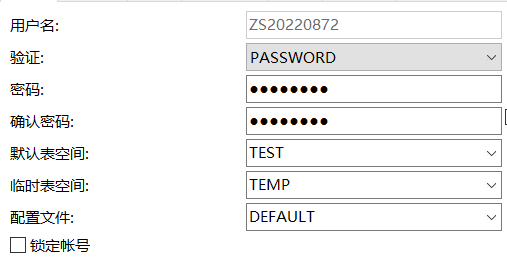 用户名: ZS20220872
验证: PASSWORD
密码: ●●●●●●●●
确认密码: ●●●●●●●●
默认表空间: TEST
临时表空间: TEMP
配置文件: DEFAULT
锁定帐号